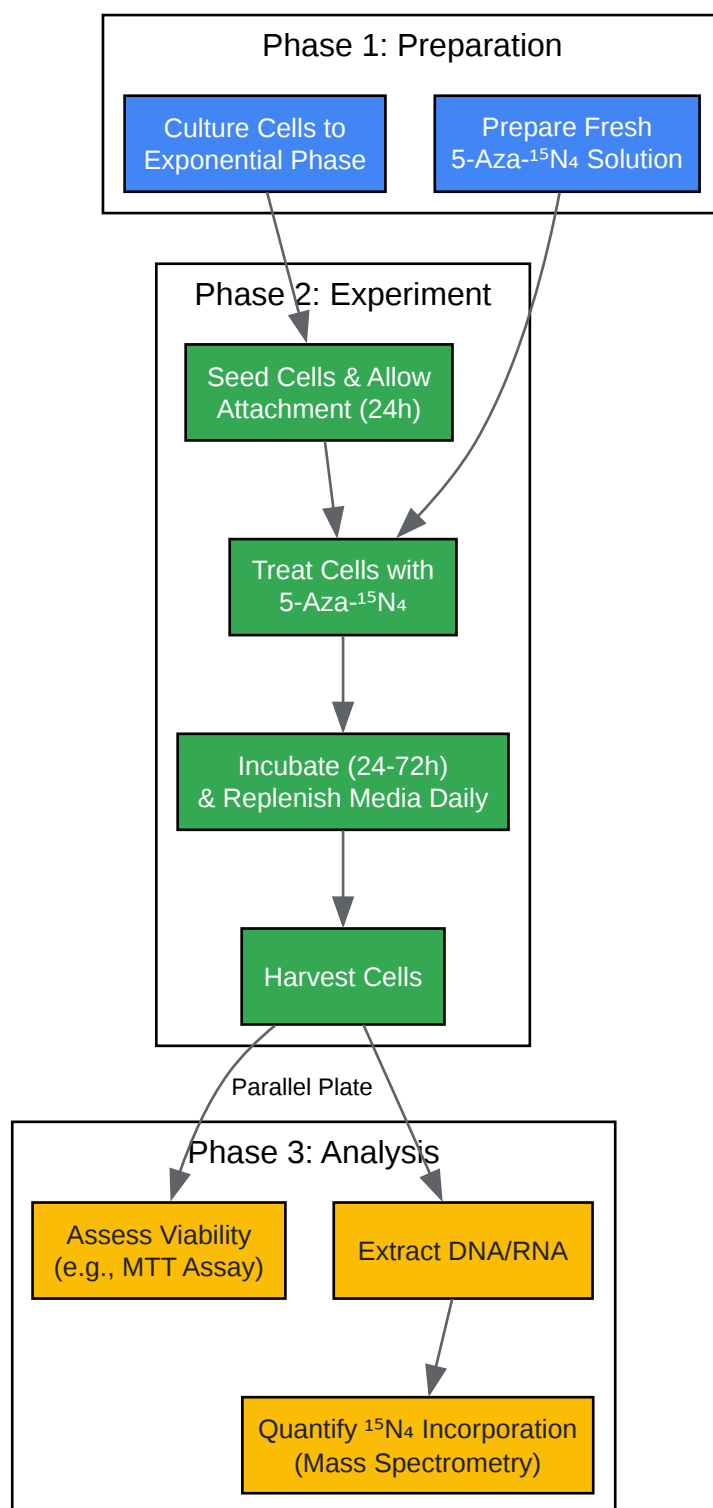 Phase 1: Preparation
Culture Cells to
Exponential Phase
Prepare Fresh
5-Aza-¹⁵N₄ Solution
Phase 2: Experiment
Seed Cells & Allow
Attachment (24h)
Treat Cells with
5-Aza-¹⁵N₄
Incubate (24-72h)
& Replenish Media Daily
Harvest Cells
Parallel Plate
Phase 3: Analysis
Assess Viability
(e.g., MTT Assay)
Extract DNA/RNA
Quantify ¹⁵N₄ Incorporation
(Mass Spectrometry)